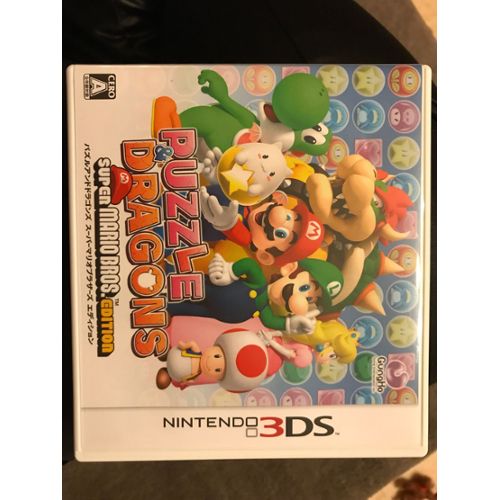 CERO
A
PUZZLE
& DRAGONS
SUPER MARIO BROS.™ EDITION
パズルアンドドラゴンズ スーパーマリオブラザーズ エディション
GungHo
NINTENDO 3DS™